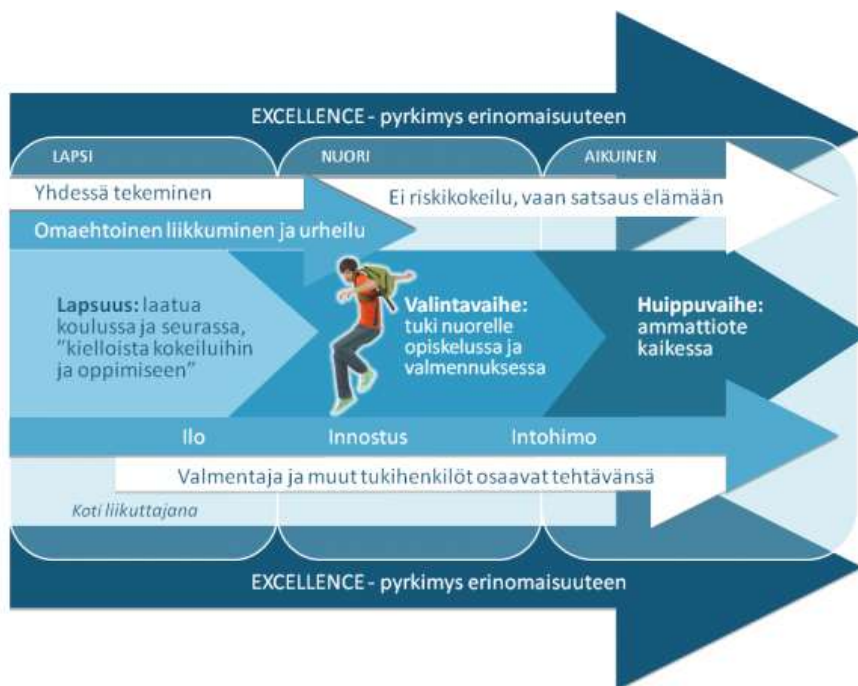 EXCELLENCE - pyrkimys erinomaisuuteen
LAPSI
NUORI
AIKUINEN
Yhdessä tekeminen
Ei riskikokeilu, vaan satsaus elämään
Omaehtoinen liikkuminen ja urheilu
Lapsuus: laatua
koulussa ja seurassa,
"kielloista kokeiluihin
ja oppimiseen"
Valintavaihe:
tuki nuorelle
opiskelussa ja
valmennuksessa
Huippuvaihe:
ammattiote
kaikessa
Ilo
Innostus
Intohimo
Valmentaja ja muut tukihenkilöt osaavat tehtävänsä
Koti liikuttajana
EXCELLENCE - pyrkimys erinomaisuuteen